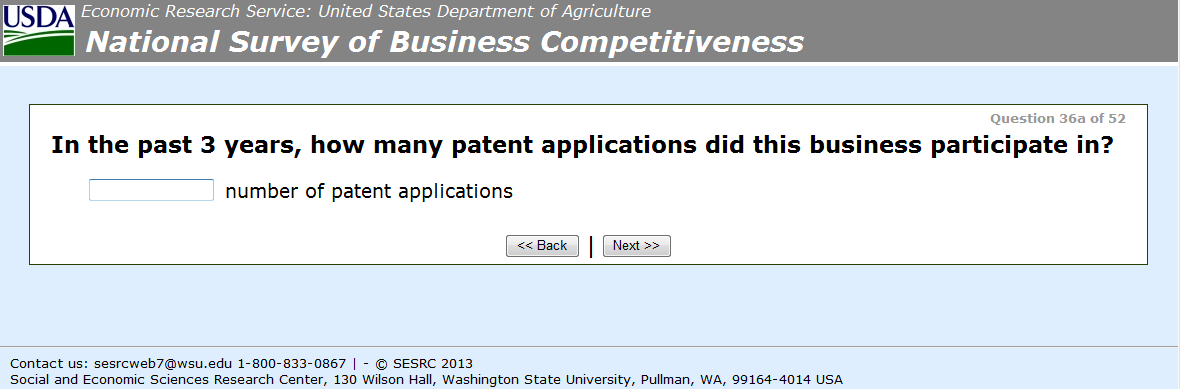 USDA
Economic Research Service: United States Department of Agriculture
National Survey of Business Competitiveness
Question 36a of 52
In the past 3 years, how many patent applications did this business participate in?
number of patent applications
<< Back | Next >>
Contact us: sesrcweb7@wsu.edu 1-800-833-0867 | - © SESRC 2013
Social and Economic Sciences Research Center, 130 Wilson Hall, Washington State University, Pullman, WA, 99164-4014 USA